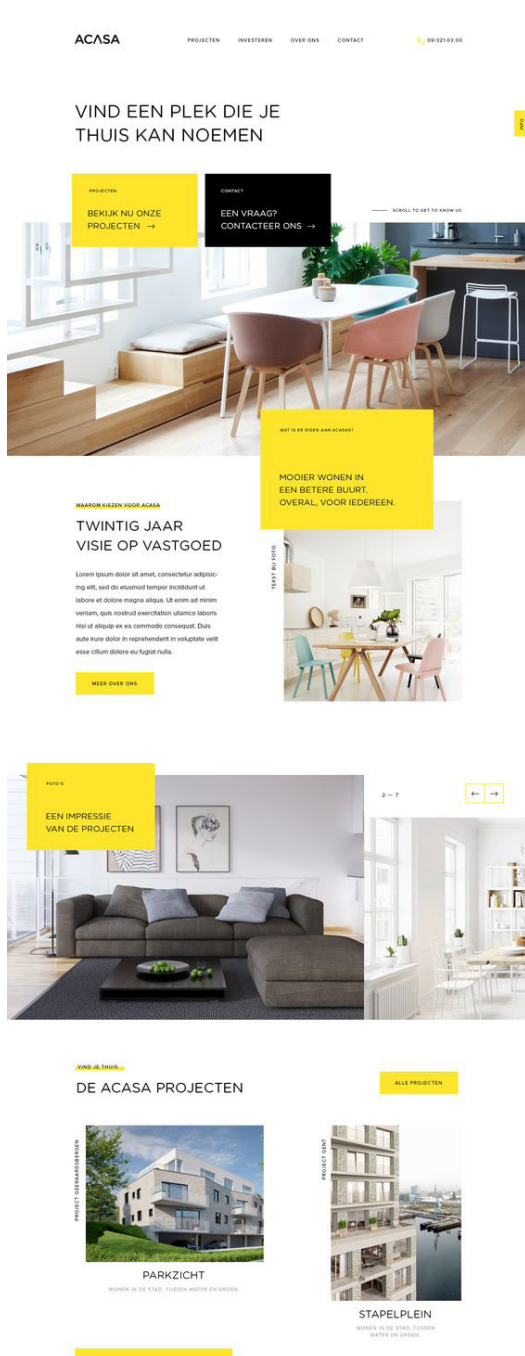 ACASA
PROJECTEN INVESTEREN OVER ONS CONTACT 09/321.03.00
VIND EEN PLEK DIE JE
THUIS KAN NOEMEN
INFO
PROJECTEN
BEKIJK NU ONZE
PROJECTEN →
CONTACT
EEN VRAAG?
CONTACTEER ONS →
SCROLL TO GET TO KNOW US
WAT IS ER EIGEN AAN ACASAS?
MOOIER WONEN IN
EEN BETERE BUURT.
OVERAL, VOOR IEDEREEN.
WAAROM KIEZEN VOOR ACASA
TWINTIG JAAR
VISIE OP VASTGOED
Lorem ipsum dolor sit amet, consectetur adipisic-
ing elit, sed do eiusmod tempor incididunt ut
labore et dolore magna aliqua. Ut enim ad minim
veniam, quis nostrud exercitation ullamco laboris
nisi ut aliquip ex ea commodo consequat. Duis
aute irure dolor in reprehenderit in voluptate velit
esse cillum dolore eu fugiat nulla.
MEER OVER ONS
TEKST BIJ FOTO
FOTO'S
EEN IMPRESSIE
VAN DE PROJECTEN
2 — 7
← →
VIND JE THUIS
DE ACASA PROJECTEN
ALLE PROJECTEN
PROJECT GERAARDSBERGEN
PARKZICHT
WONEN IN DE STAD, TUSSEN WATER EN GROEN.
PROJECT GENT
STAPELPLEIN
WONEN IN DE STAD, TUSSEN
WATER EN GROEN.